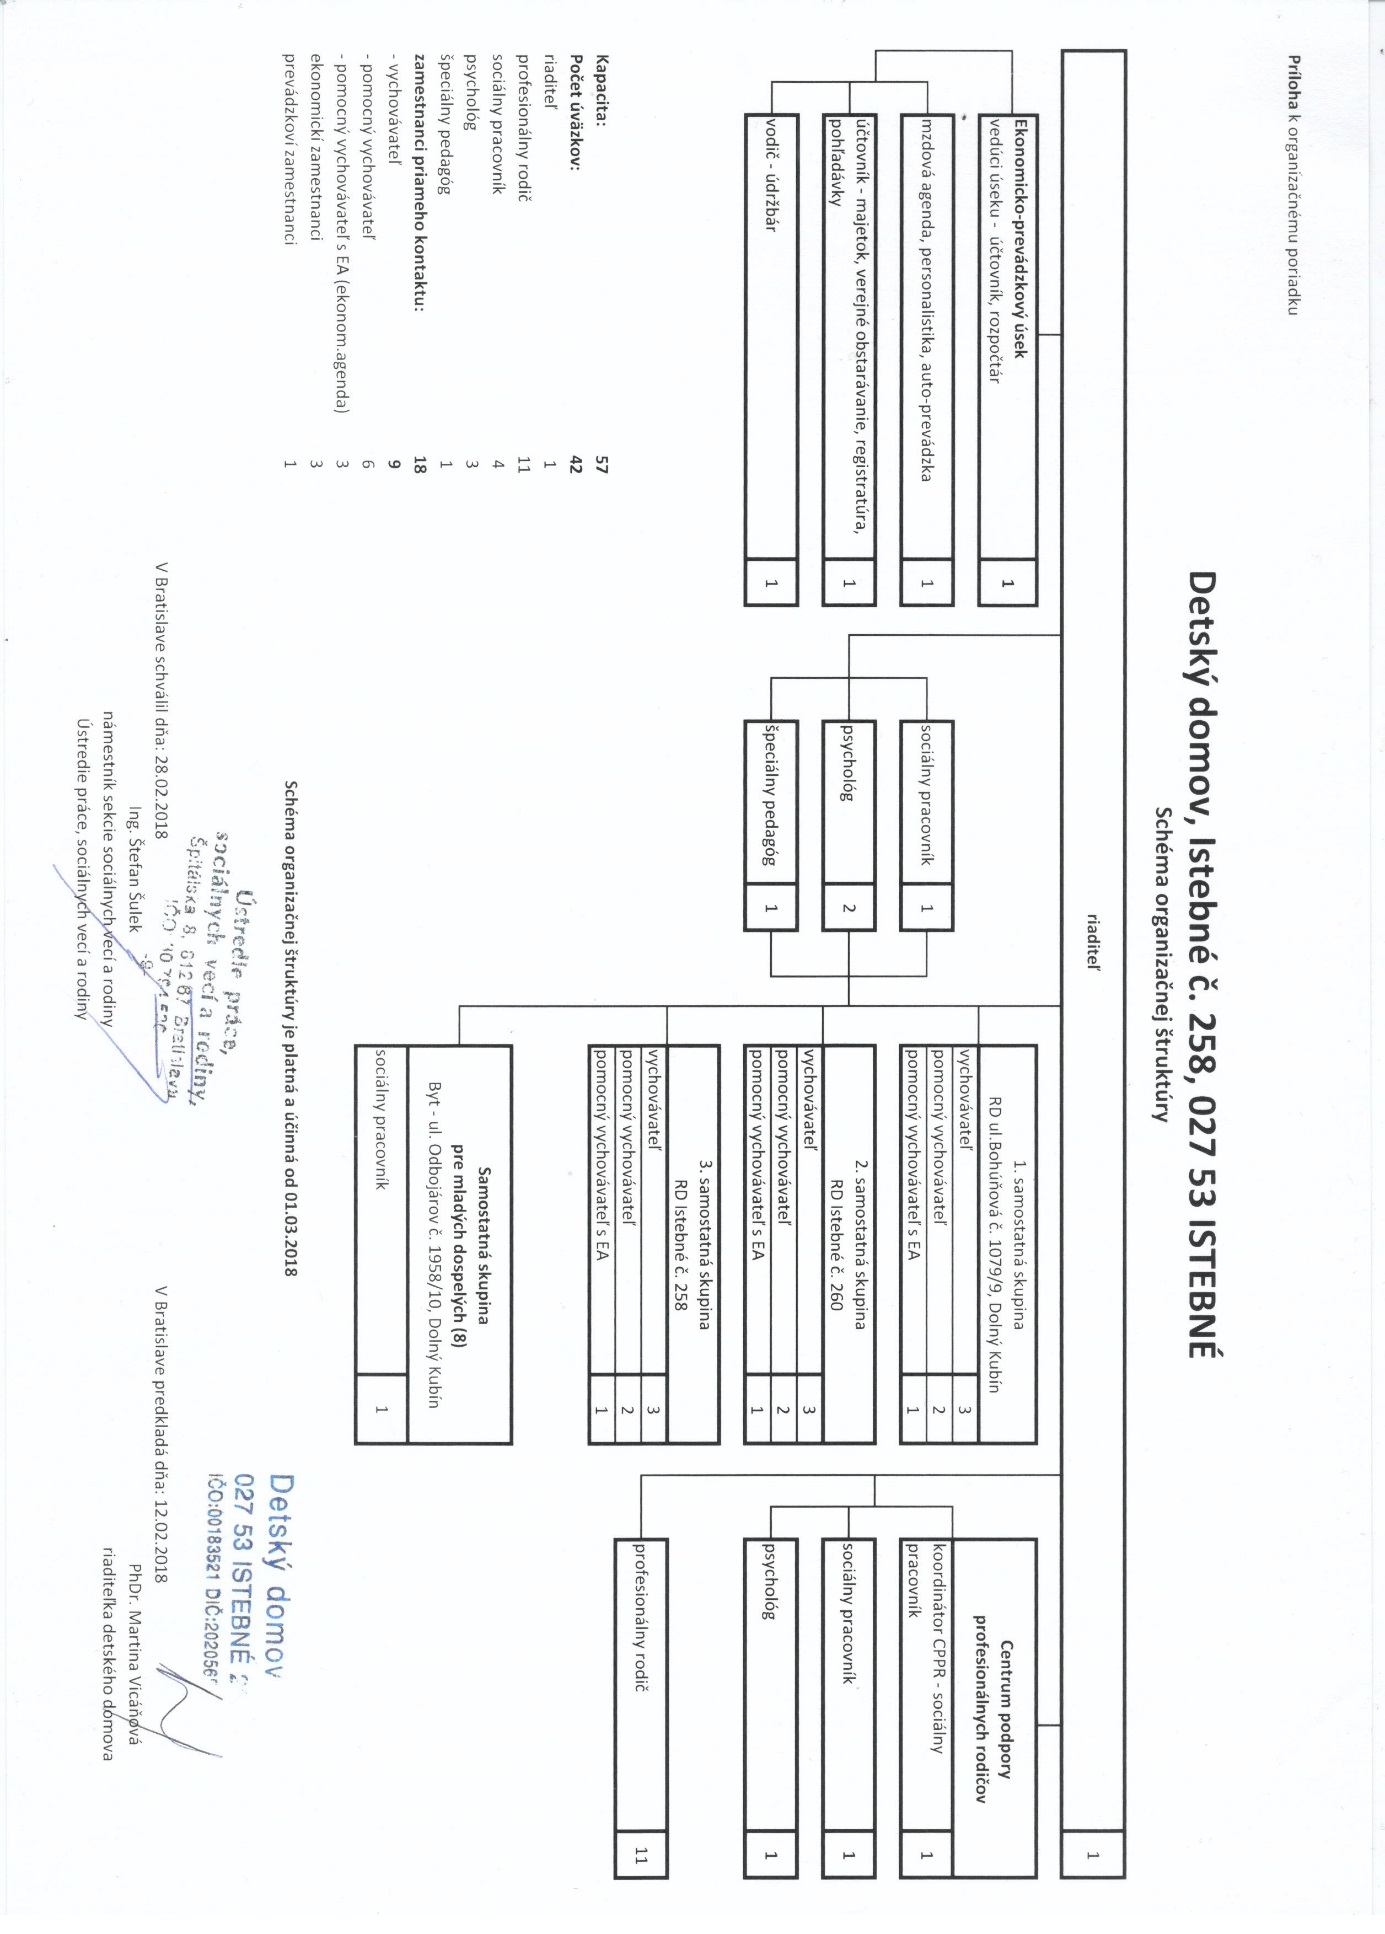 Príloha k organizačnému poriadku
Detský domov, Istebné č. 258, 027 53 ISTEBNÉ
Schéma organizačnej štruktúry
riaditeľ 1
Ekonomicko-prevádzkový úsek
vedúci úseku - účtovník, rozpočtár 1
mzdová agenda, personalistika, auto-prevádzka 1
účtovník - majetok, verejné obstarávanie, registratúra,
pohľadávky 1
vodič - údržbár 1
sociálny pracovník 1
psychológ 2
špeciálny pedagóg 1
1. samostatná skupina
RD ul.Bohúňová č. 1079/9, Dolný Kubín
vychovávateľ 3
pomocný vychovávateľ 2
pomocný vychovávateľ s EA 1
2. samostatná skupina
RD Istebné č. 260
vychovávateľ 3
pomocný vychovávateľ 2
pomocný vychovávateľ s EA 1
3. samostatná skupina
RD Istebné č. 258
vychovávateľ 3
pomocný vychovávateľ 2
pomocný vychovávateľ s EA 1
Samostatná skupina
pre mladých dospelých (8)
Byt - ul. Odbojárov č. 1958/10, Dolný Kubín
sociálny pracovník 1
Centrum podpory
profesionálnych rodičov
koordinátor CPPR - sociálny
pracovník 1
sociálny pracovník 1
psychológ 1
profesionálny rodič 11
Kapacita: 57
Počet úväzkov: 42
riaditeľ 1
profesionálny rodič 11
sociálny pracovník 4
psychológ 3
špeciálny pedagóg 1
zamestnanci priameho kontaktu: 18
- vychovávateľ 9
- pomocný vychovávateľ 6
- pomocný vychovávateľ s EA (ekonom.agenda) 3
ekonomickí zamestnanci 3
prevádzkoví zamestnanci 1
Schéma organizačnej štruktúry je platná a účinná od 01.03.2018
Ústredie práce,
sociálnych vecí a rodiny,
Špitálska 8, 812 67 Bratislava
IČO:
V Bratislave schválil dňa: 28.02.2018
Ing. Štefan Šulek
námestník sekcie sociálnych vecí a rodiny
Ústredie práce, sociálnych vecí a rodiny
Detský domov
027 53 ISTEBNÉ
IČO:00183521 DIČ:202056
V Bratislave predkladá dňa: 12.02.2018
PhDr. Martina Vicáňová
riaditeľka detského domova